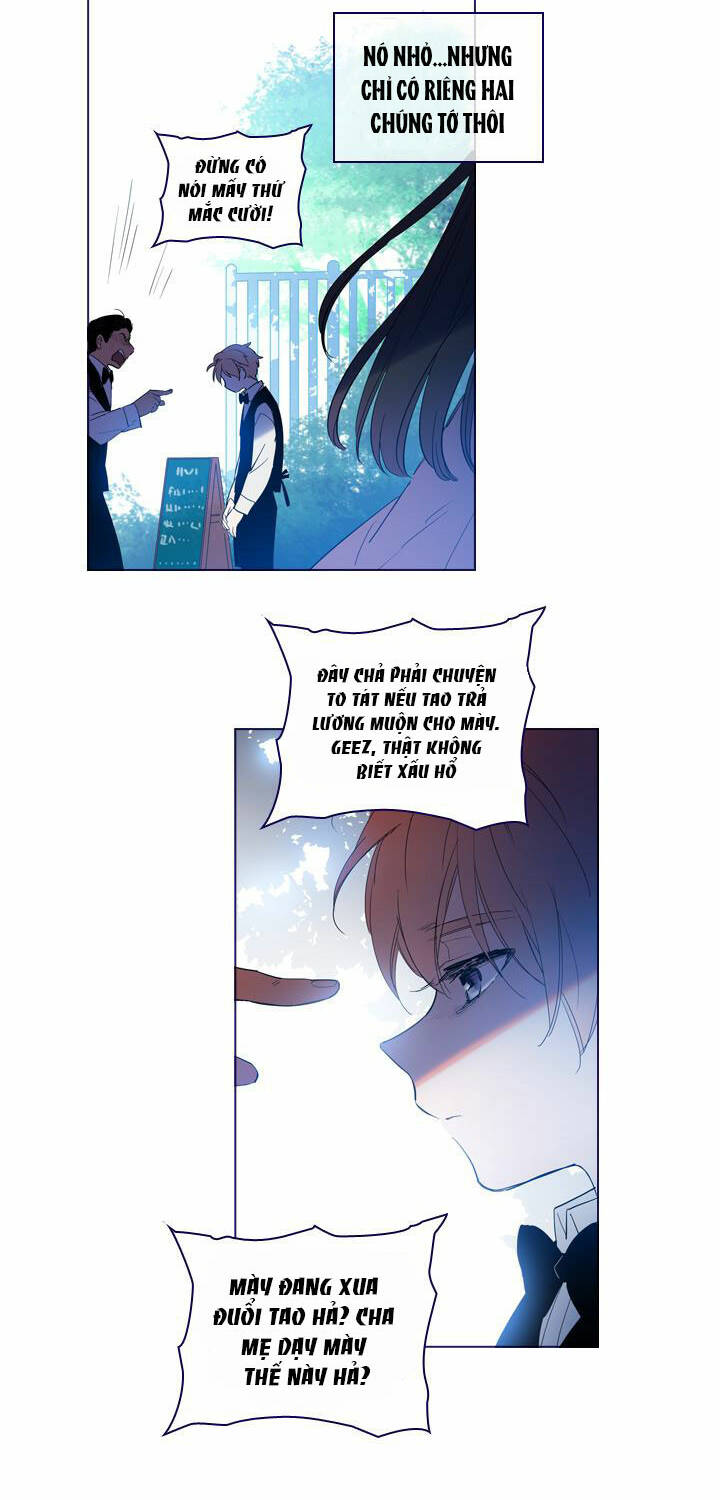 NÓ NHỎ...NHƯNG
CHỈ CÓ RIÊNG HAI
CHÚNG TỚ THÔI
ĐỪNG CÓ
NÓI MẤY THỨ
MẮC CƯỜI!
ĐÂY CHẢ PHẢI CHUYỆN
TO TÁT NẾU TAO TRẢ
LƯƠNG MUỘN CHO MÀY.
GEEZ, THẬT KHÔNG
BIẾT XẤU HỔ
MÀY ĐANG XUA
ĐUỔI TAO HẢ? CHA
MẸ DẠY MÀY
THẾ NÀY HẢ?